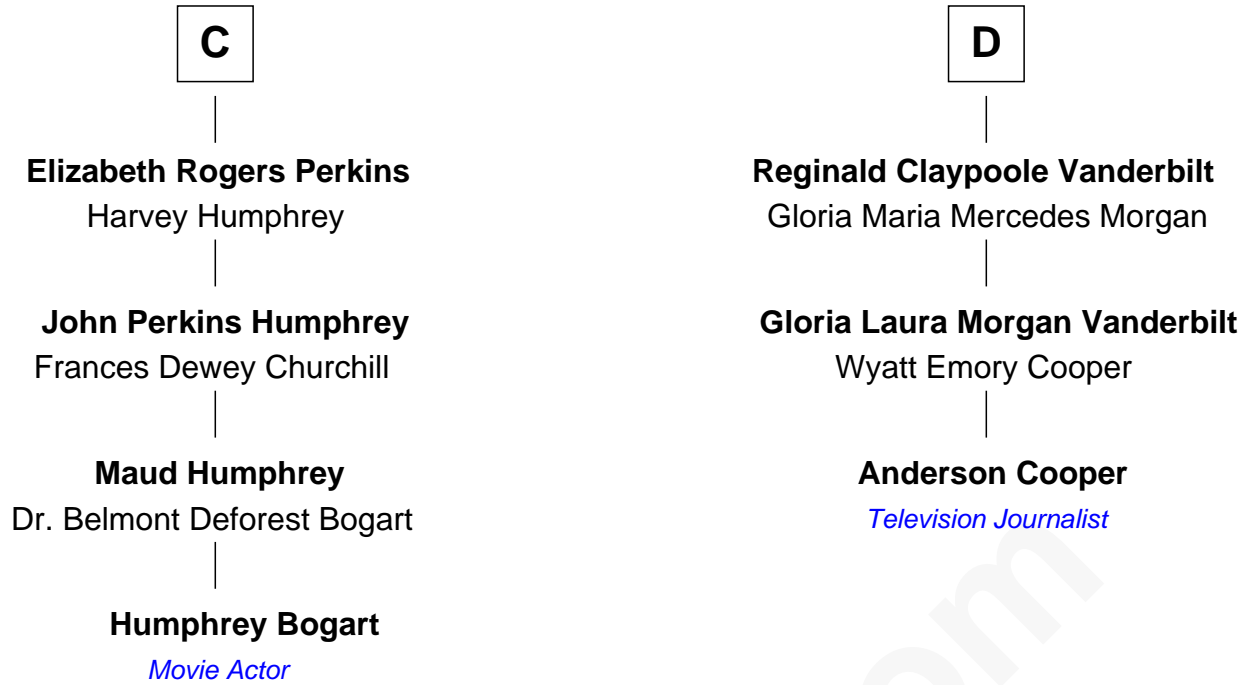 C
Elizabeth Rogers Perkins
Harvey Humphrey
John Perkins Humphrey
Frances Dewey Churchill
Maud Humphrey
Dr. Belmont Deforest Bogart
Humphrey Bogart
Movie Actor
D
Reginald Claypoole Vanderbilt
Gloria Maria Mercedes Morgan
Gloria Laura Morgan Vanderbilt
Wyatt Emory Cooper
Anderson Cooper
Television Journalist